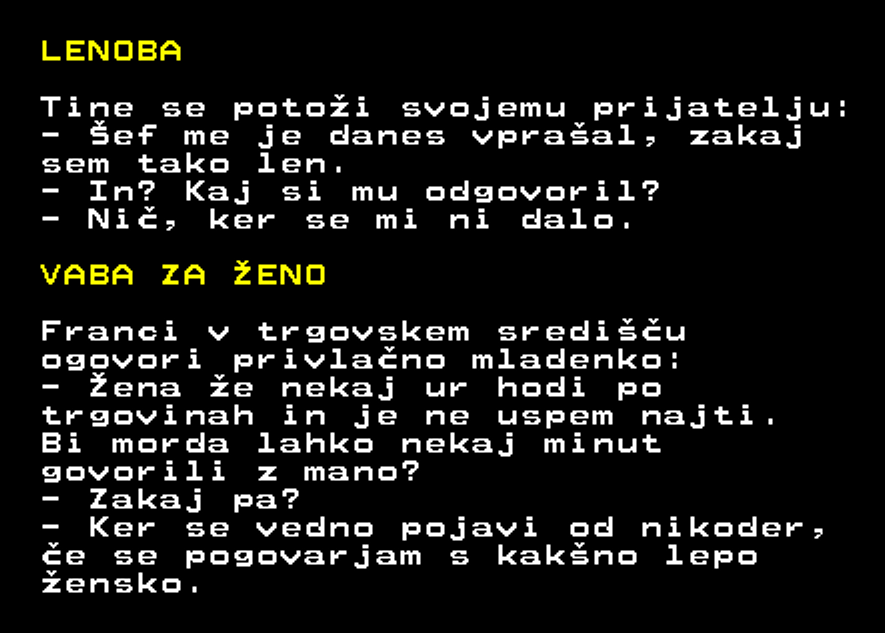 LENOBA
Tine se potoži svojemu prijatelju:
- Šef me je danes vprašal, zakaj
sem tako len.
- In? Kaj si mu odgovoril?
- Nič, ker se mi ni dalo.
VABA ZA ŽENO
Franci v trgovskem središču
ogovori privlačno mladenko:
- Žena že nekaj ur hodi po
trgovinah in je ne uspem najti.
Bi morda lahko nekaj minut
govorili z mano?
- Zakaj pa?
- Ker se vedno pojavi od nikoder,
če se pogovarjam s kakšno lepo
žensko.